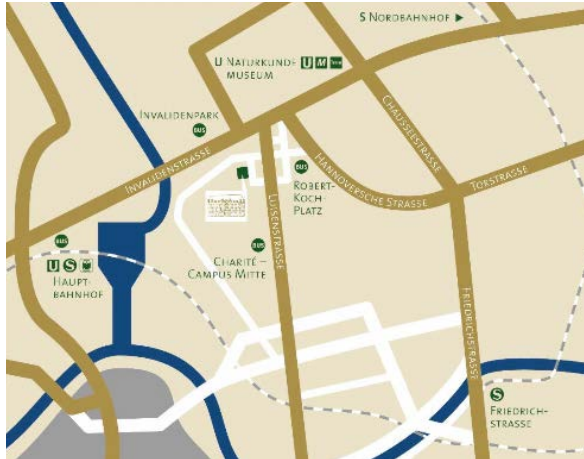 S NORDBAHNHOF
U NATURKUNDE
MUSEUM
U M
INVALIDENPARK
BUS
INVALIDENSTRASSE
CHAUSSEESTRASSE
HANNOVERSCHE STRASSE
TORSTRASSE
BUS
ROBERT-
KOCH-
PLATZ
LUISENSTRASSE
BUS
CHARITÉ –
CAMPUS MITTE
BUS
U S
HAUPT-
BAHNHOF
FRIEDRICHSTRASSE
S
FRIEDRICH-
STRASSE